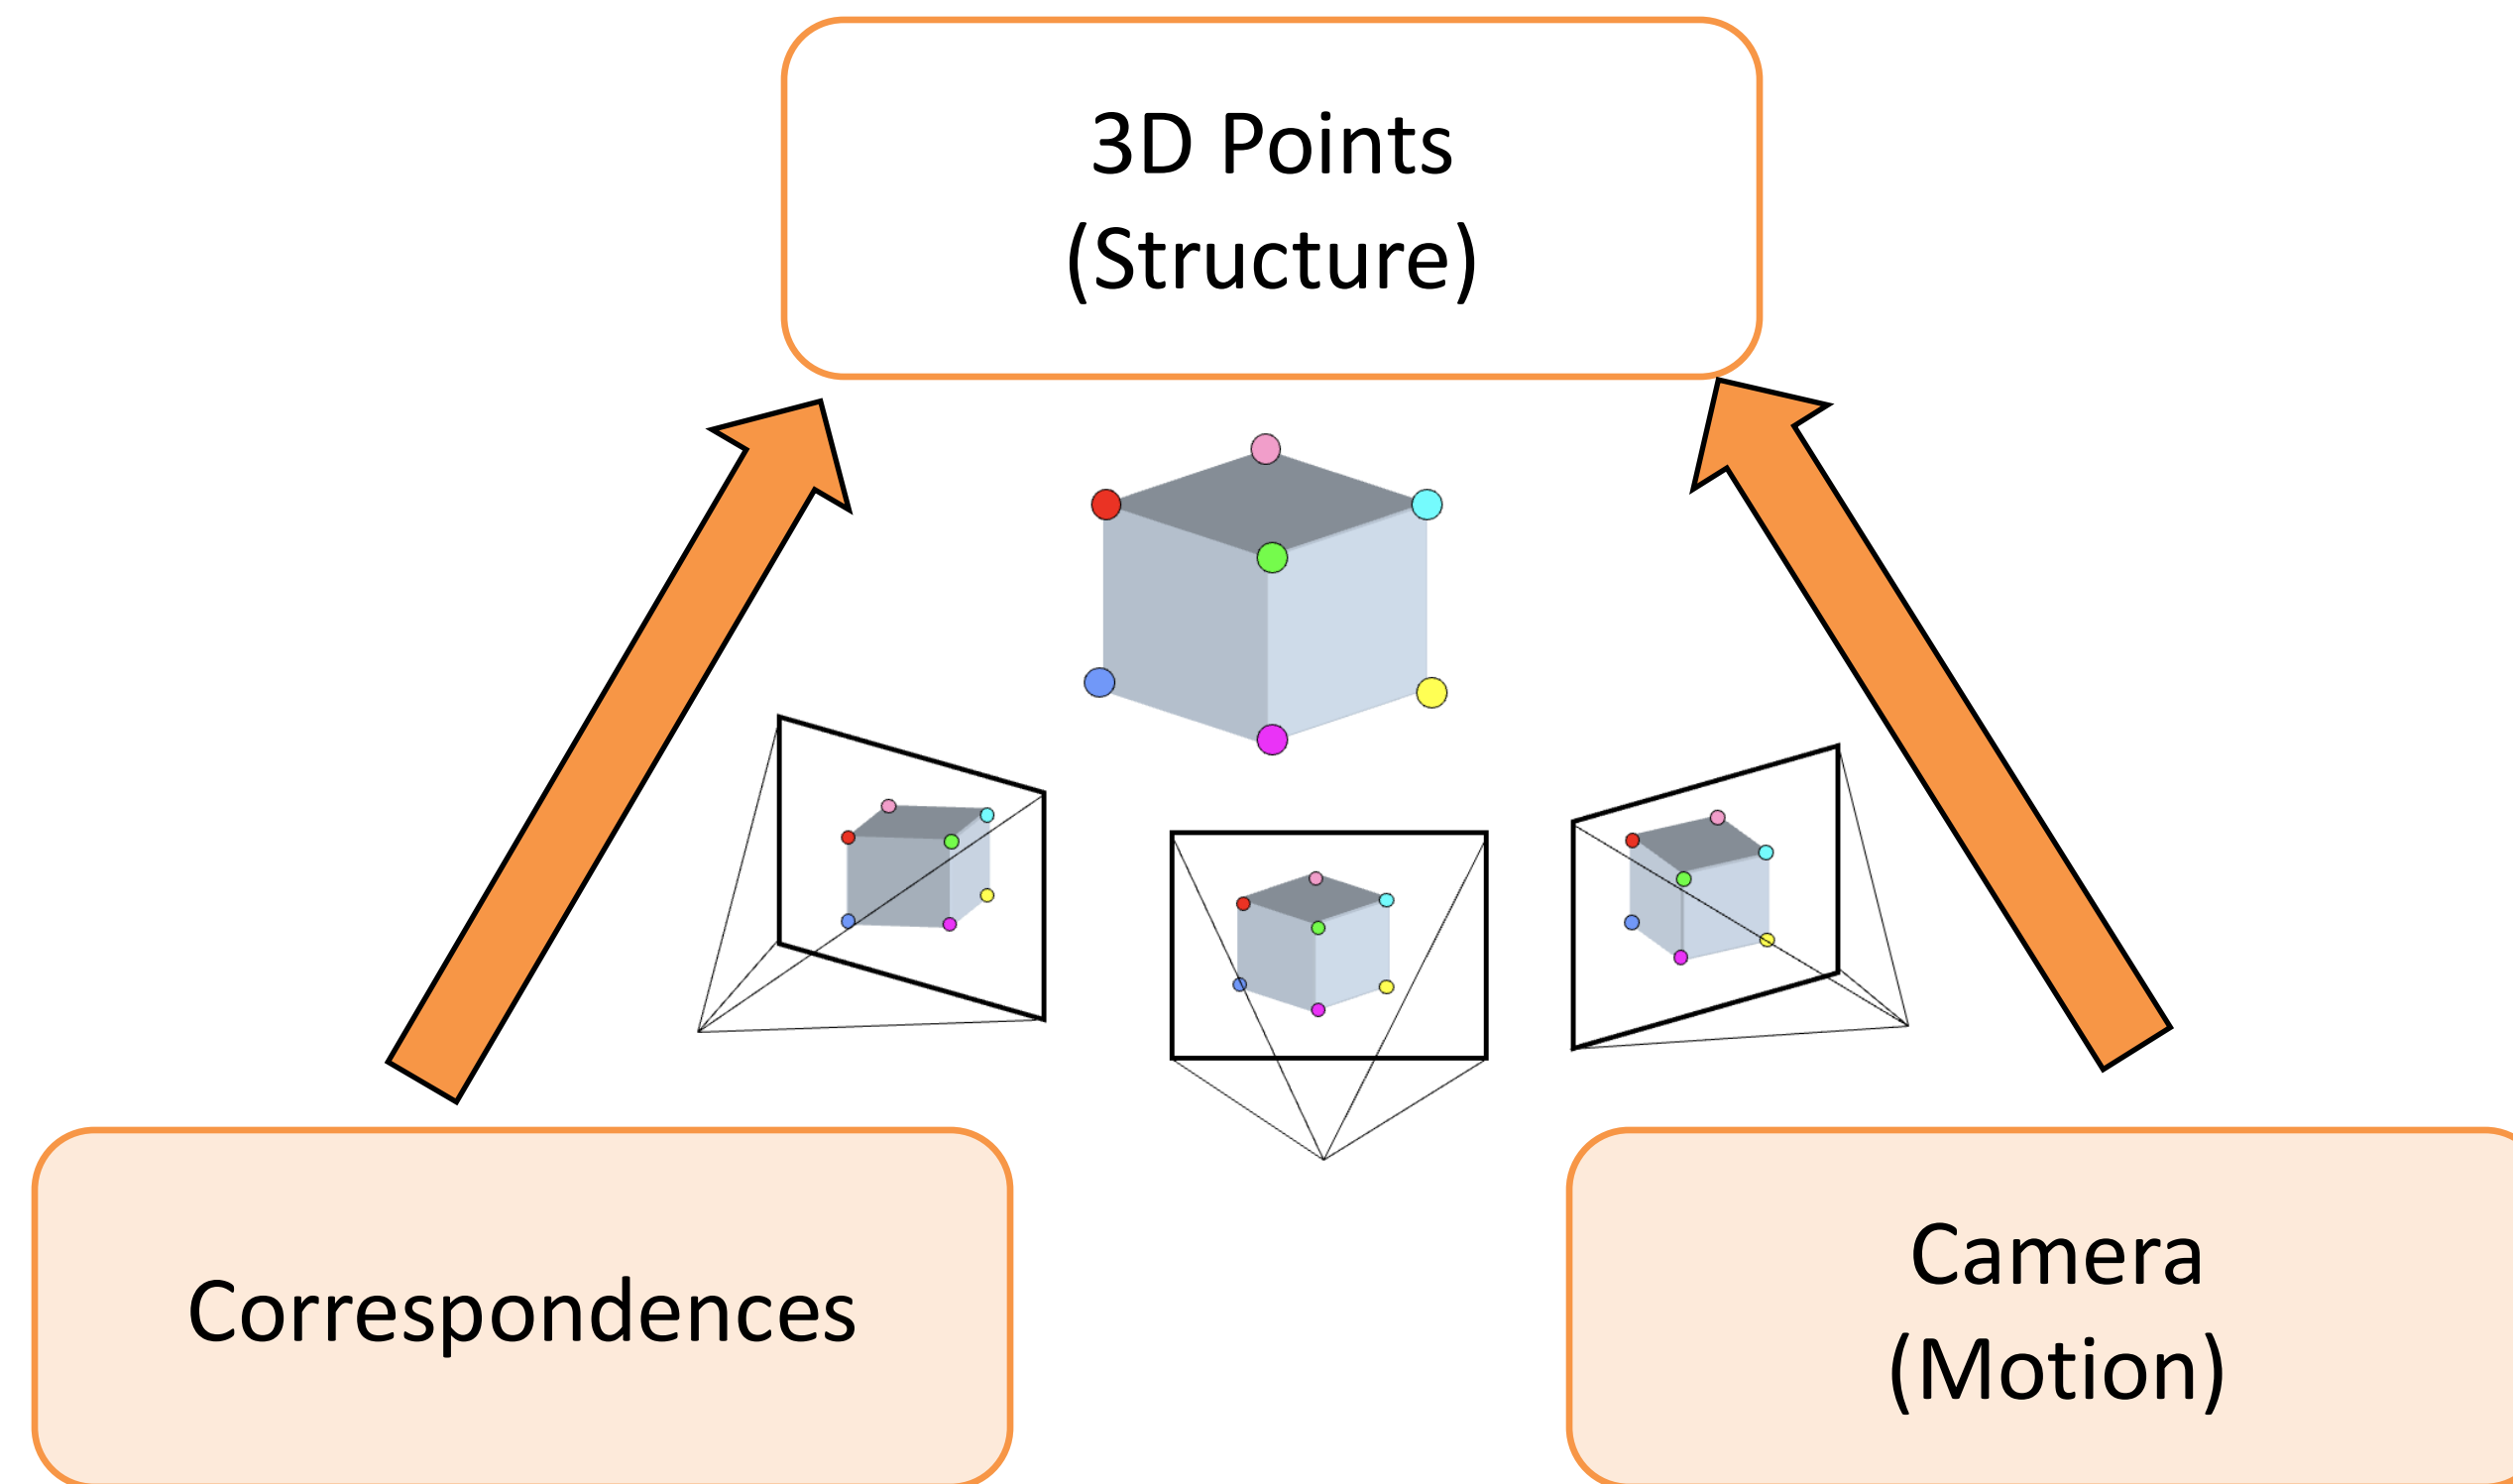 3D Points
(Structure)
Correspondences
Camera
(Motion)